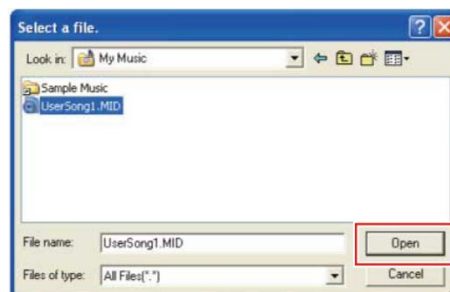 Select a file.
Look in: My Music
Sample Music
UserSong1.MID
File name: UserSong1.MID Open
Files of type: All Files(*.*) Cancel